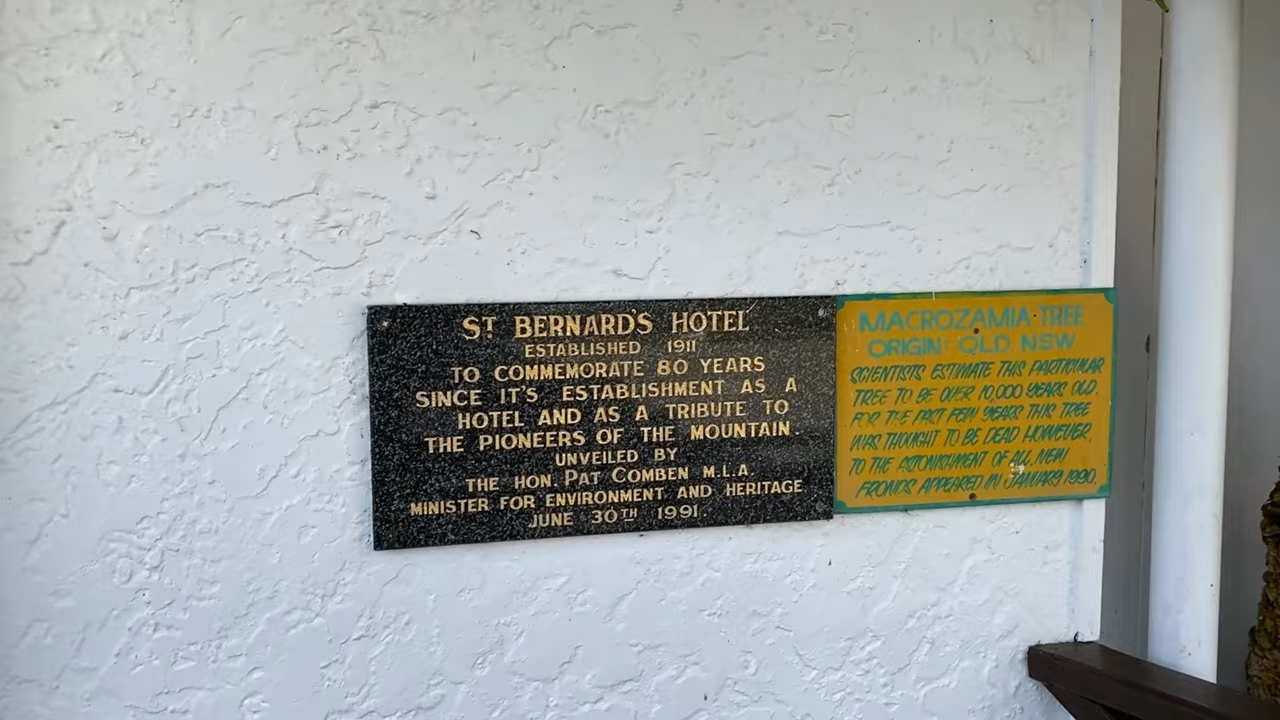 ST BERNARD'S HOTEL
ESTABLISHED 1911
TO COMMEMORATE 80 YEARS
SINCE IT'S ESTABLISHMENT AS A
HOTEL AND AS A TRIBUTE TO
THE PIONEERS OF THE MOUNTAIN.
UNVEILED BY
THE HON. PAT COMBEN M.L.A.
MINISTER FOR ENVIRONMENT AND HERITAGE
JUNE 30TH 1991.
MACROZAMIA TREE
ORIGIN: QLD. NSW.
SCIENTISTS ESTIMATE THIS PARTICULAR
TREE TO BE OVER 10,000 YEARS OLD.
FOR THE PAST FEW YEARS THIS TREE
WAS THOUGHT TO BE DEAD HOWEVER,
TO THE ASTONISHMENT OF ALL, NEW
FRONDS APPEARED IN JANUARY 1990.